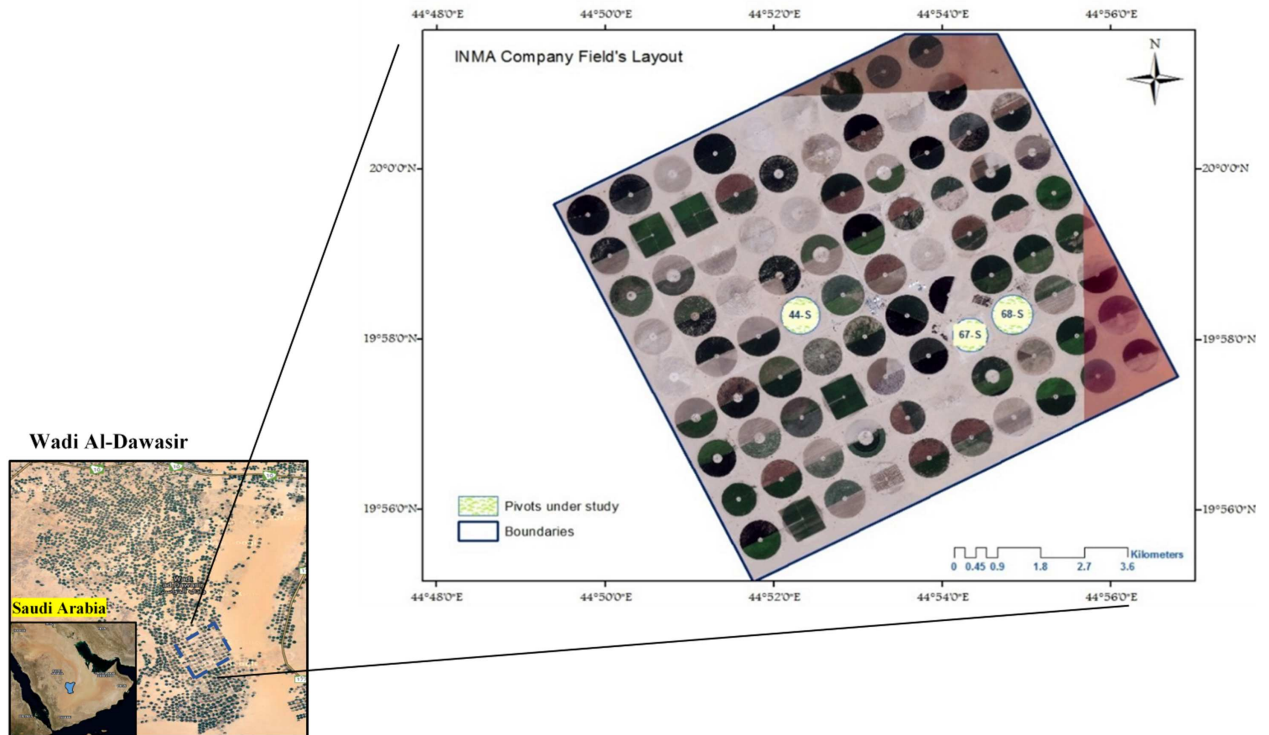 44°48'0"E 44°50'0"E 44°52'0"E 44°54'0"E 44°56'0"E
INMA Company Field's Layout
N
20°0'0"N 20°0'0"N
44-S 68-S
67-S
19°58'0"N 19°58'0"N
19°56'0"N 19°56'0"N
Pivots under study
Boundaries
Kilometers
0 0.45 0.9 1.8 2.7 3.6
44°48'0"E 44°50'0"E 44°52'0"E 44°54'0"E 44°56'0"E
Wadi Al-Dawasir
Wadi
Saudi Arabia